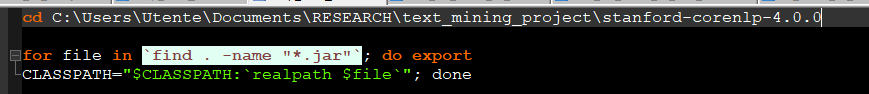 cd C:\Users\Utente\Documents\RESEARCH\text_mining_project\stanford-corenlp-4.0.0
for file in `find . -name "*.jar"`; do export
CLASSPATH="$CLASSPATH:`realpath $file`"; done